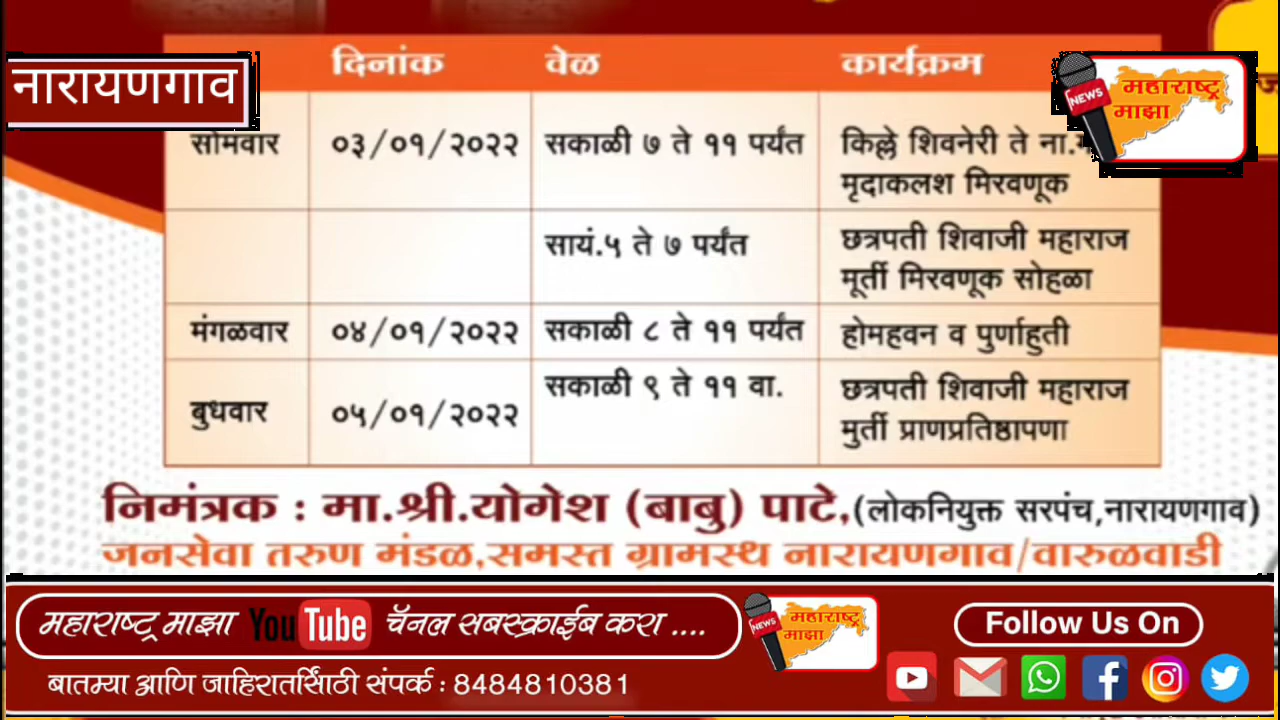 दिनांक वेळ कार्यक्रम
नारायणगाव
NEWS महाराष्ट्र
माझा
सोमवार ०३/०१/२०२२ सकाळी ७ ते ११ पर्यंत किल्ले शिवनेरी ते
मृदाकलश मिरवणूक
सायं.५ ते ७ पर्यंत छत्रपती शिवाजी महाराज
मूर्ती मिरवणूक सोहळा
मंगळवार ०४/०१/२०२२ सकाळी ८ ते ११ पर्यंत होमहवन व पुर्णाहुती
बुधवार ०५/०१/२०२२ सकाळी ९ ते ११ वा. छत्रपती शिवाजी महाराज
मुर्ती प्राणप्रतिष्ठापणा
निमंत्रक : मा.श्री.योगेश (बाबु) पाटे,(लोकनियुक्त सरपंच,नारायणगाव)
जनसेवा तरुण मंडळ,समस्त ग्रामस्थ नारायणगाव/वारुळवाडी
महाराष्ट्र माझा YouTube चॅनल सबस्क्राईब करा ....
NEWS महाराष्ट्र
माझा
Follow Us On
बातम्या आणि जाहिरातींसाठी संपर्क : 8484810381